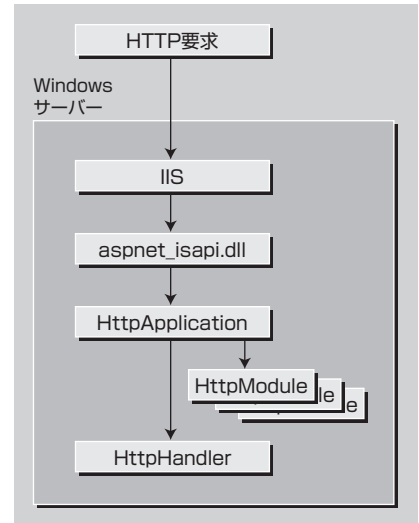 HTTP要求
Windows
サーバー
IIS
aspnet_isapi.dll
HttpApplication
HttpModule
HttpHandler